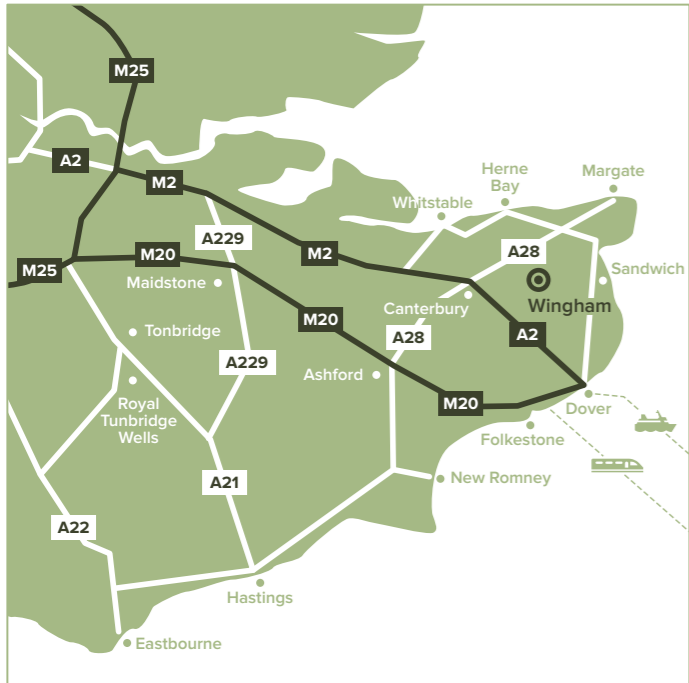 M25
A2
M2
Herne
Bay
Margate
Whitstable
A229
M2
A28
M20
M25
Sandwich
Maidstone
Canterbury
Wingham
M20
A2
Tonbridge
A28
A229
Ashford
Royal
Tunbridge
Wells
M20
Dover
Folkestone
New Romney
A21
A22
Hastings
Eastbourne